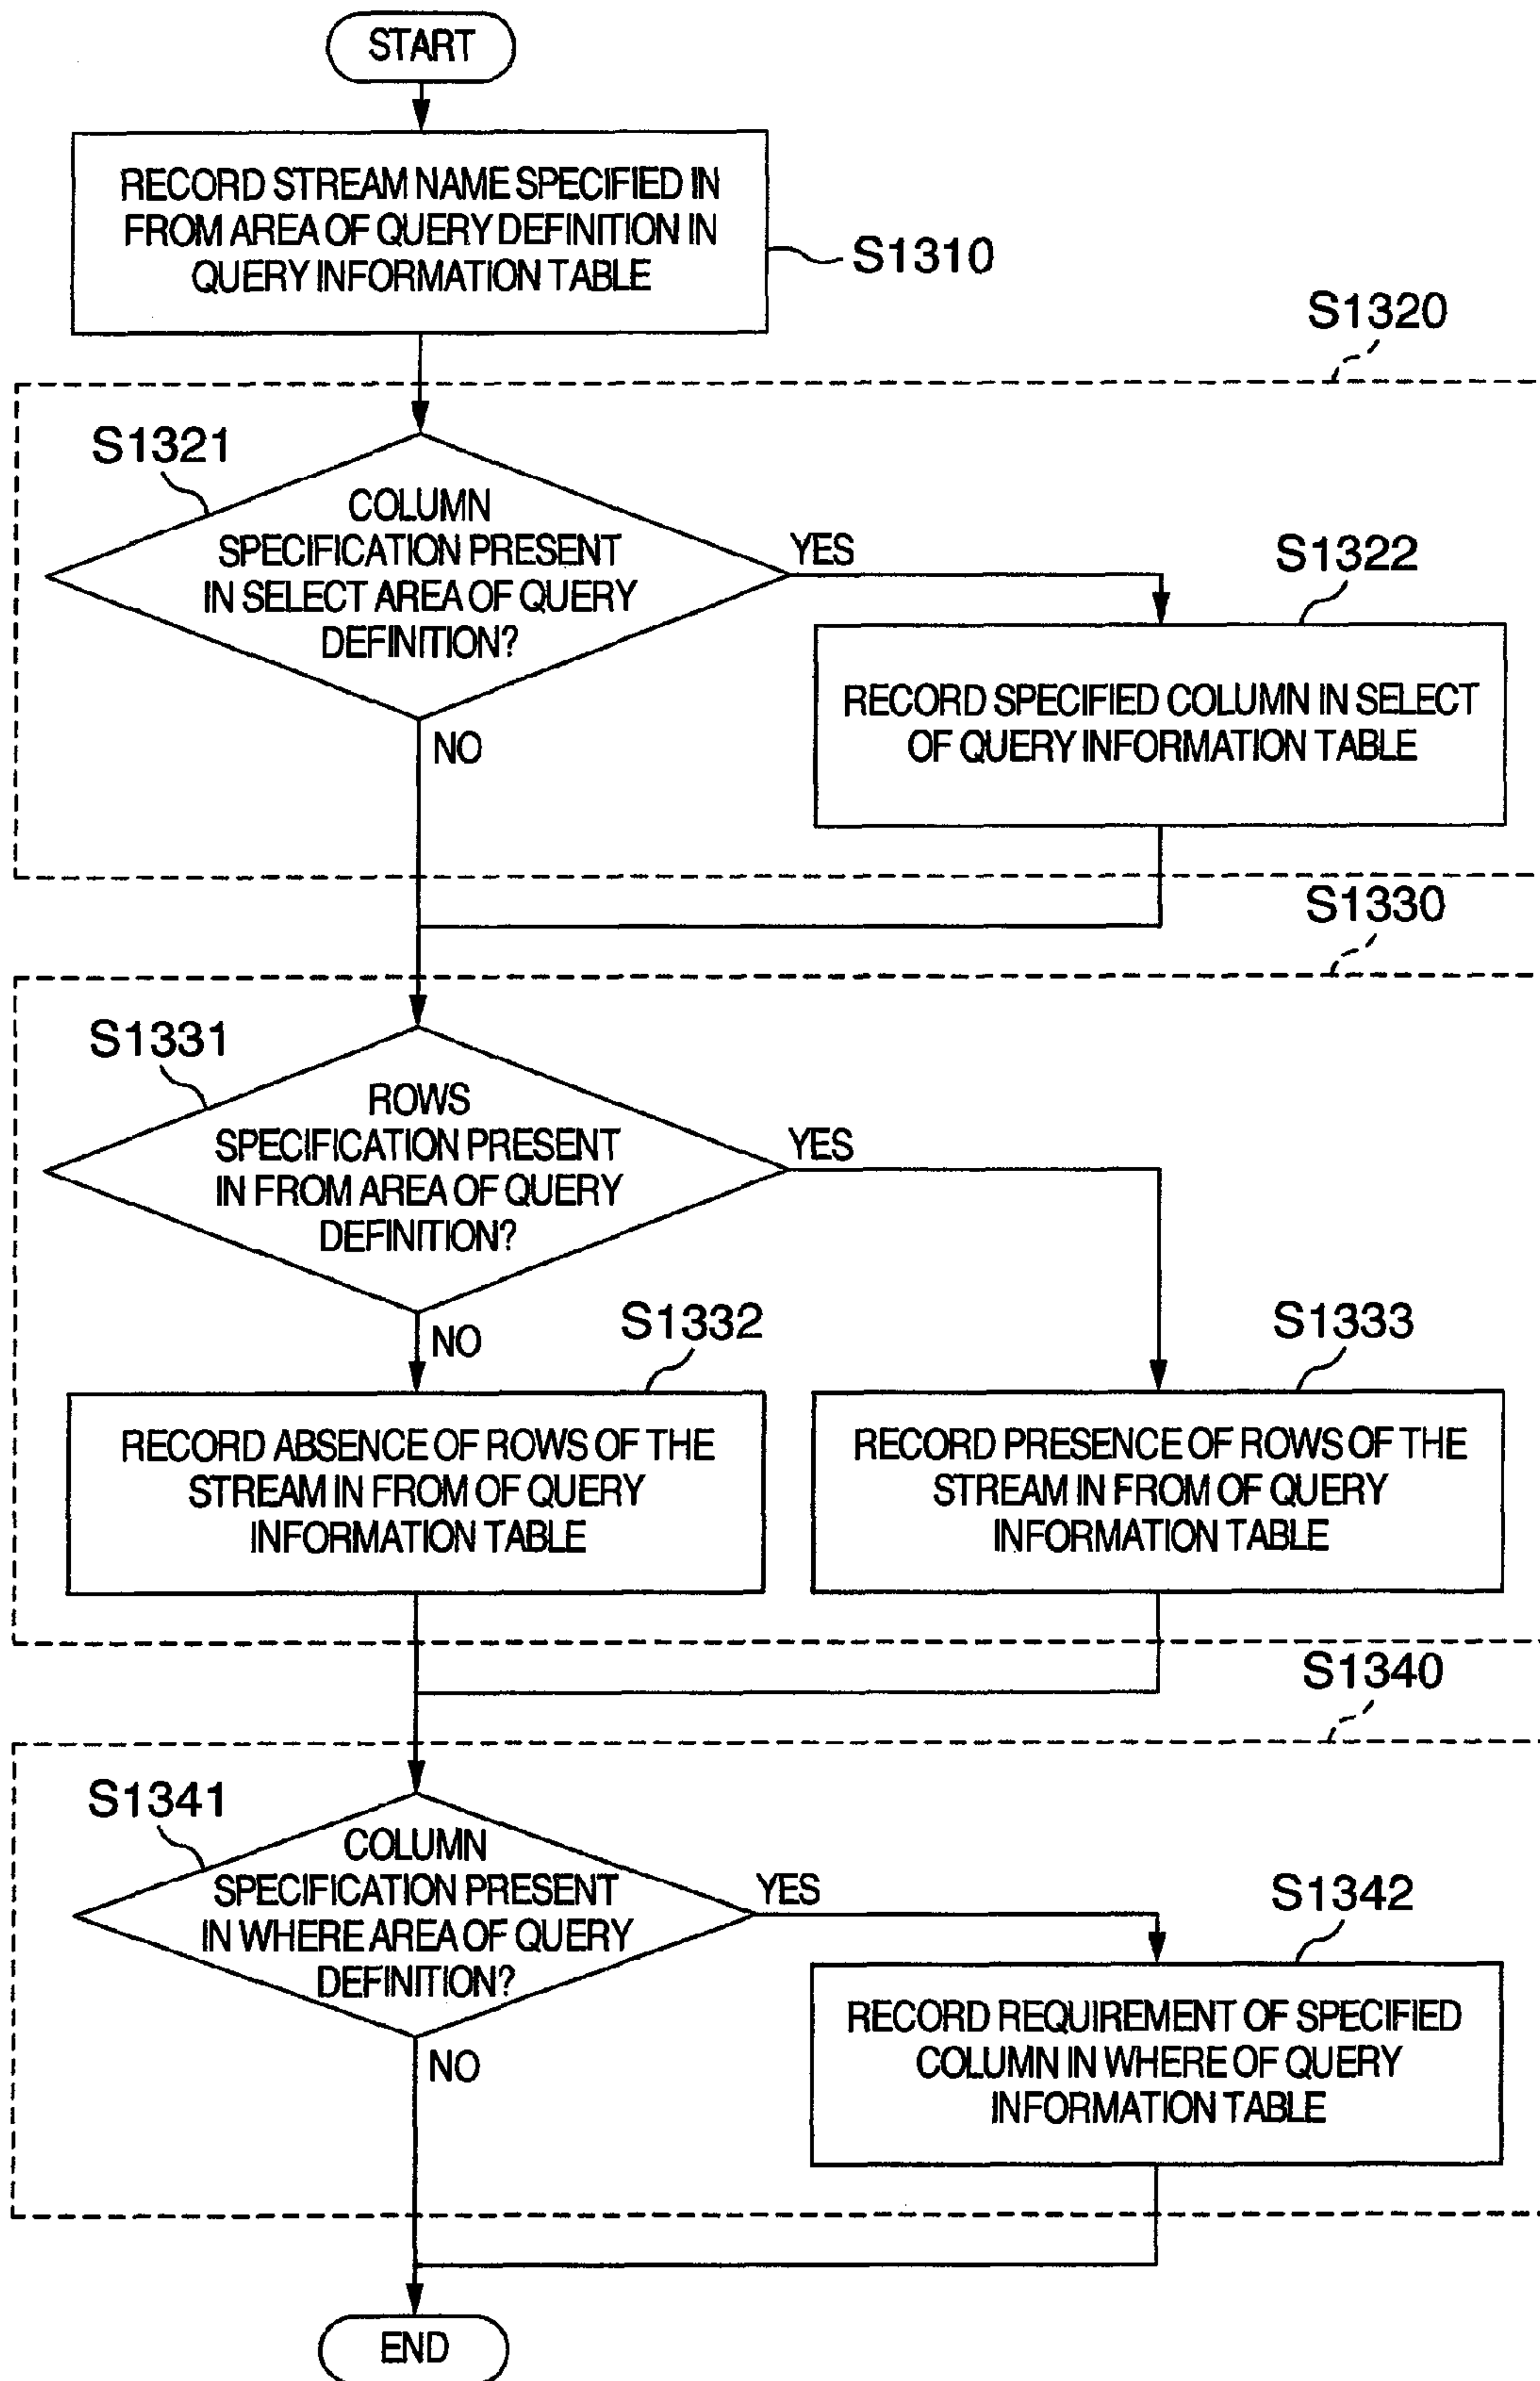 START
RECORD STREAM NAME SPECIFIED IN
FROM AREA OF QUERY DEFINITION IN
QUERY INFORMATION TABLE
S1310
S1320
S1321
COLUMN
SPECIFICATION PRESENT
IN SELECT AREA OF QUERY
DEFINITION?
YES
NO
S1322
RECORD SPECIFIED COLUMN IN SELECT
OF QUERY INFORMATION TABLE
S1330
S1331
ROWS
SPECIFICATION PRESENT
IN FROM AREA OF QUERY
DEFINITION?
YES
NO
S1332
RECORD ABSENCE OF ROWS OF THE
STREAM IN FROM OF QUERY
INFORMATION TABLE
S1333
RECORD PRESENCE OF ROWS OF THE
STREAM IN FROM OF QUERY
INFORMATION TABLE
S1340
S1341
COLUMN
SPECIFICATION PRESENT
IN WHERE AREA OF QUERY
DEFINITION?
YES
NO
S1342
RECORD REQUIREMENT OF SPECIFIED
COLUMN IN WHERE OF QUERY
INFORMATION TABLE
END